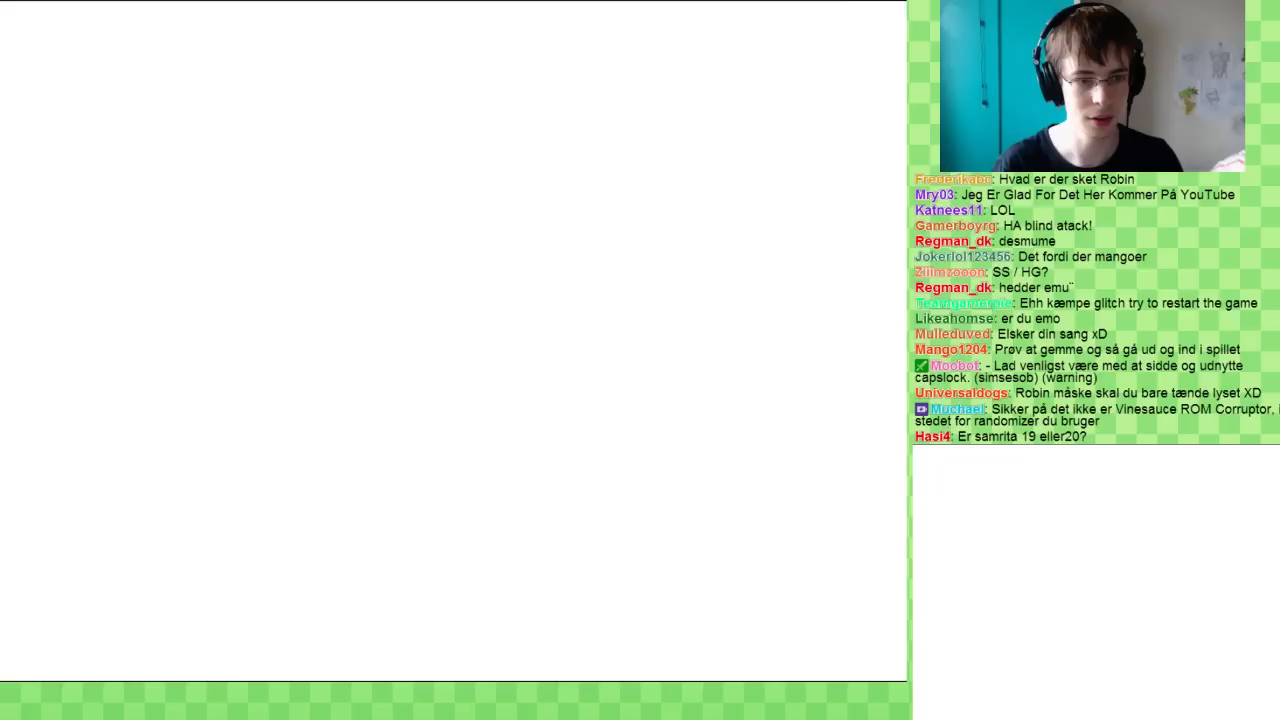 Frederikabc: Hvad er der sket Robin
Mry03: Jeg Er Glad For Det Her Kommer På YouTube
Katnees11: LOL
Gamerboyrg: HA blind atack!
Regman_dk: desmume
Jokerlol123456: Det fordi der mangoer
Ziiimzooon: SS / HG?
Regman_dk: hedder emu¨
Teamgamerpie: Ehh kæmpe glitch try to restart the game
Likeahomse: er du emo
Mulleduved: Elsker din sang xD
Mango1204: Prøv at gemme og så gå ud og ind i spillet
Moobot: - Lad venligst være med at sidde og udnytte
capslock. (simsesob) (warning)
Universaldogs: Robin måske skal du bare tænde lyset XD
Muchael: Sikker på det ikke er Vinesauce ROM Corruptor, i
stedet for randomizer du bruger
Hasi4: Er samrita 19 eller20?